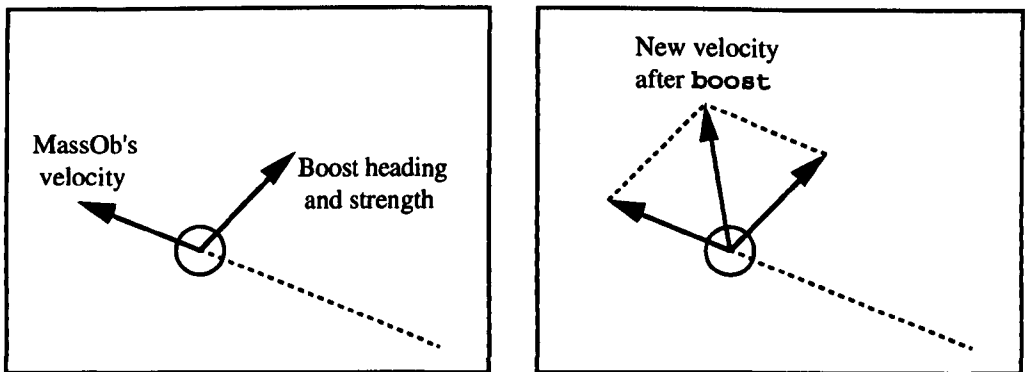 MassOb's
velocity
Boost heading
and strength
New velocity
after boost